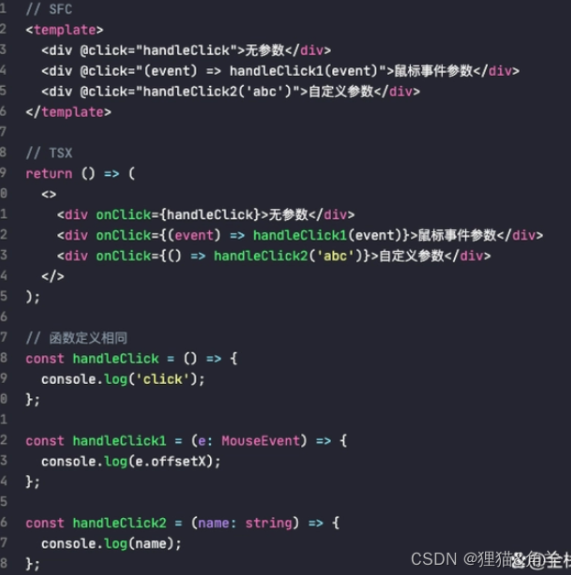 1 // SFC
2 <template>
3   <div @click="handleClick">无参数</div>
4   <div @click="(event) => handleClick1(event)">鼠标事件参数</div>
5   <div @click="handleClick2('abc')">自定义参数</div>
6 </template>
7
8 // TSX
9 return () => (
0   <>
1     <div onClick={handleClick}>无参数</div>
2     <div onClick={(event) => handleClick1(event)}>鼠标事件参数</div>
3     <div onClick={() => handleClick2('abc')}>自定义参数</div>
4   </>
5 );
6
7 // 函数定义相同
8 const handleClick = () => {
9   console.log('click');
0 };
1
2 const handleClick1 = (e: MouseEvent) => {
3   console.log(e.offsetX);
4 };
5
6 const handleClick2 = (name: string) => {
7   console.log(name);
8 };
CSDN @狸猫